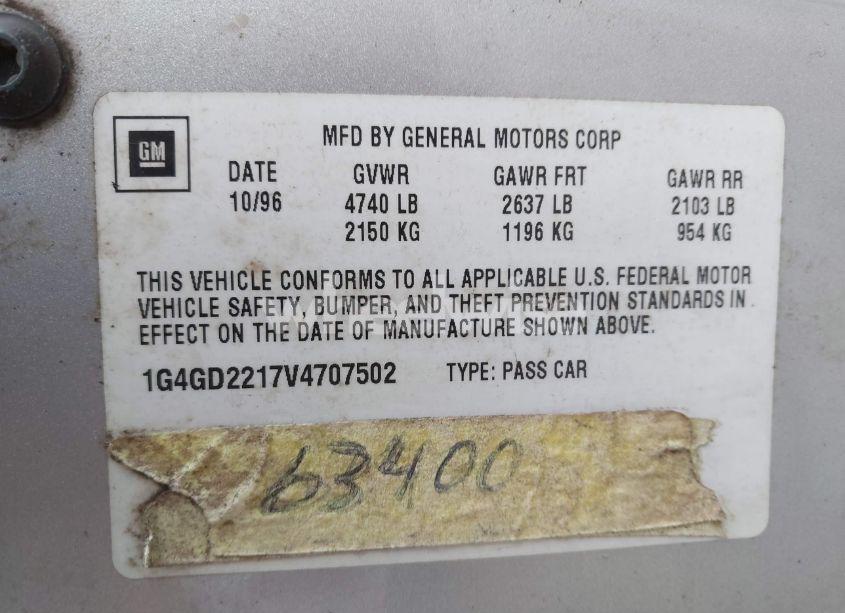 GM
MFD BY GENERAL MOTORS CORP
DATE GVWR GAWR FRT GAWR RR
10/96 4740 LB 2637 LB 2103 LB
2150 KG 1196 KG 954 KG
THIS VEHICLE CONFORMS TO ALL APPLICABLE U.S. FEDERAL MOTOR
VEHICLE SAFETY, BUMPER, AND THEFT PREVENTION STANDARDS IN
EFFECT ON THE DATE OF MANUFACTURE SHOWN ABOVE.
1G4GD2217V4707502 TYPE: PASS CAR
63400